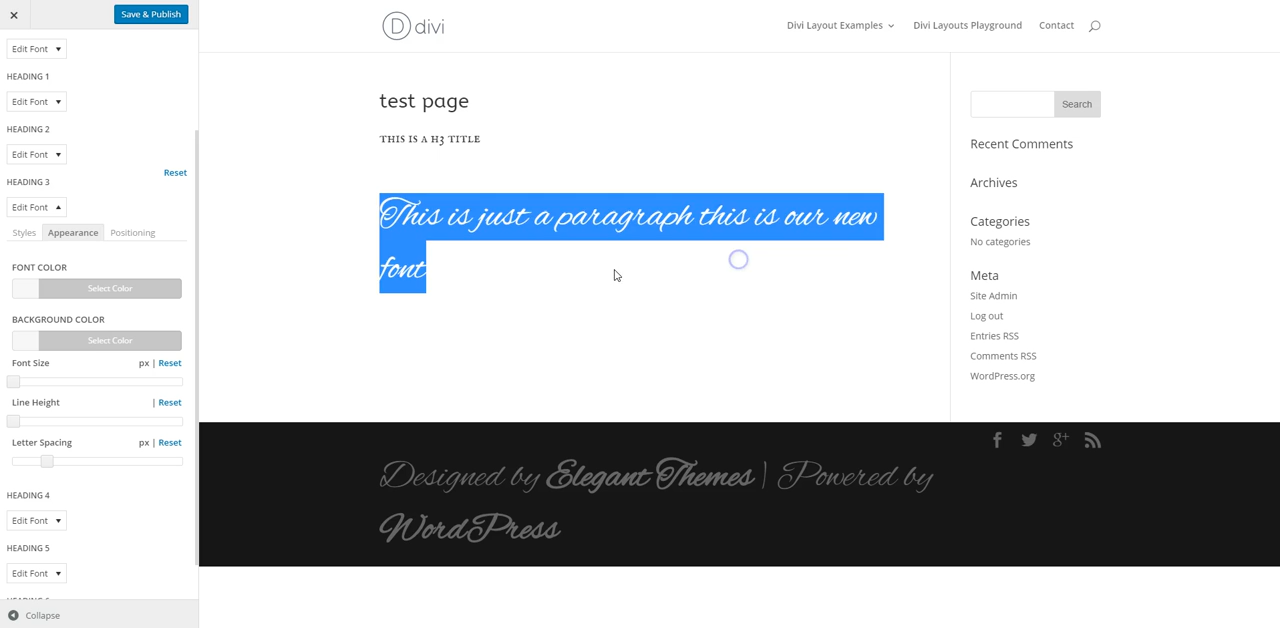 Save & Publish
Edit Font
HEADING 1
Edit Font
HEADING 2
Edit Font
Reset
HEADING 3
Edit Font
Styles Appearance Positioning
FONT COLOR
Select Color
BACKGROUND COLOR
Select Color
Font Size px | Reset
Line Height | Reset
Letter Spacing px | Reset
HEADING 4
Edit Font
HEADING 5
Edit Font
Collapse
D divi
Divi Layout Examples Divi Layouts Playground Contact
test page
THIS IS A H3 TITLE
This is just a paragraph this is our new
font
Search
Recent Comments
Archives
Categories
No categories
Meta
Site Admin
Log out
Entries RSS
Comments RSS
WordPress.org
Designed by Elegant Themes | Powered by
WordPress